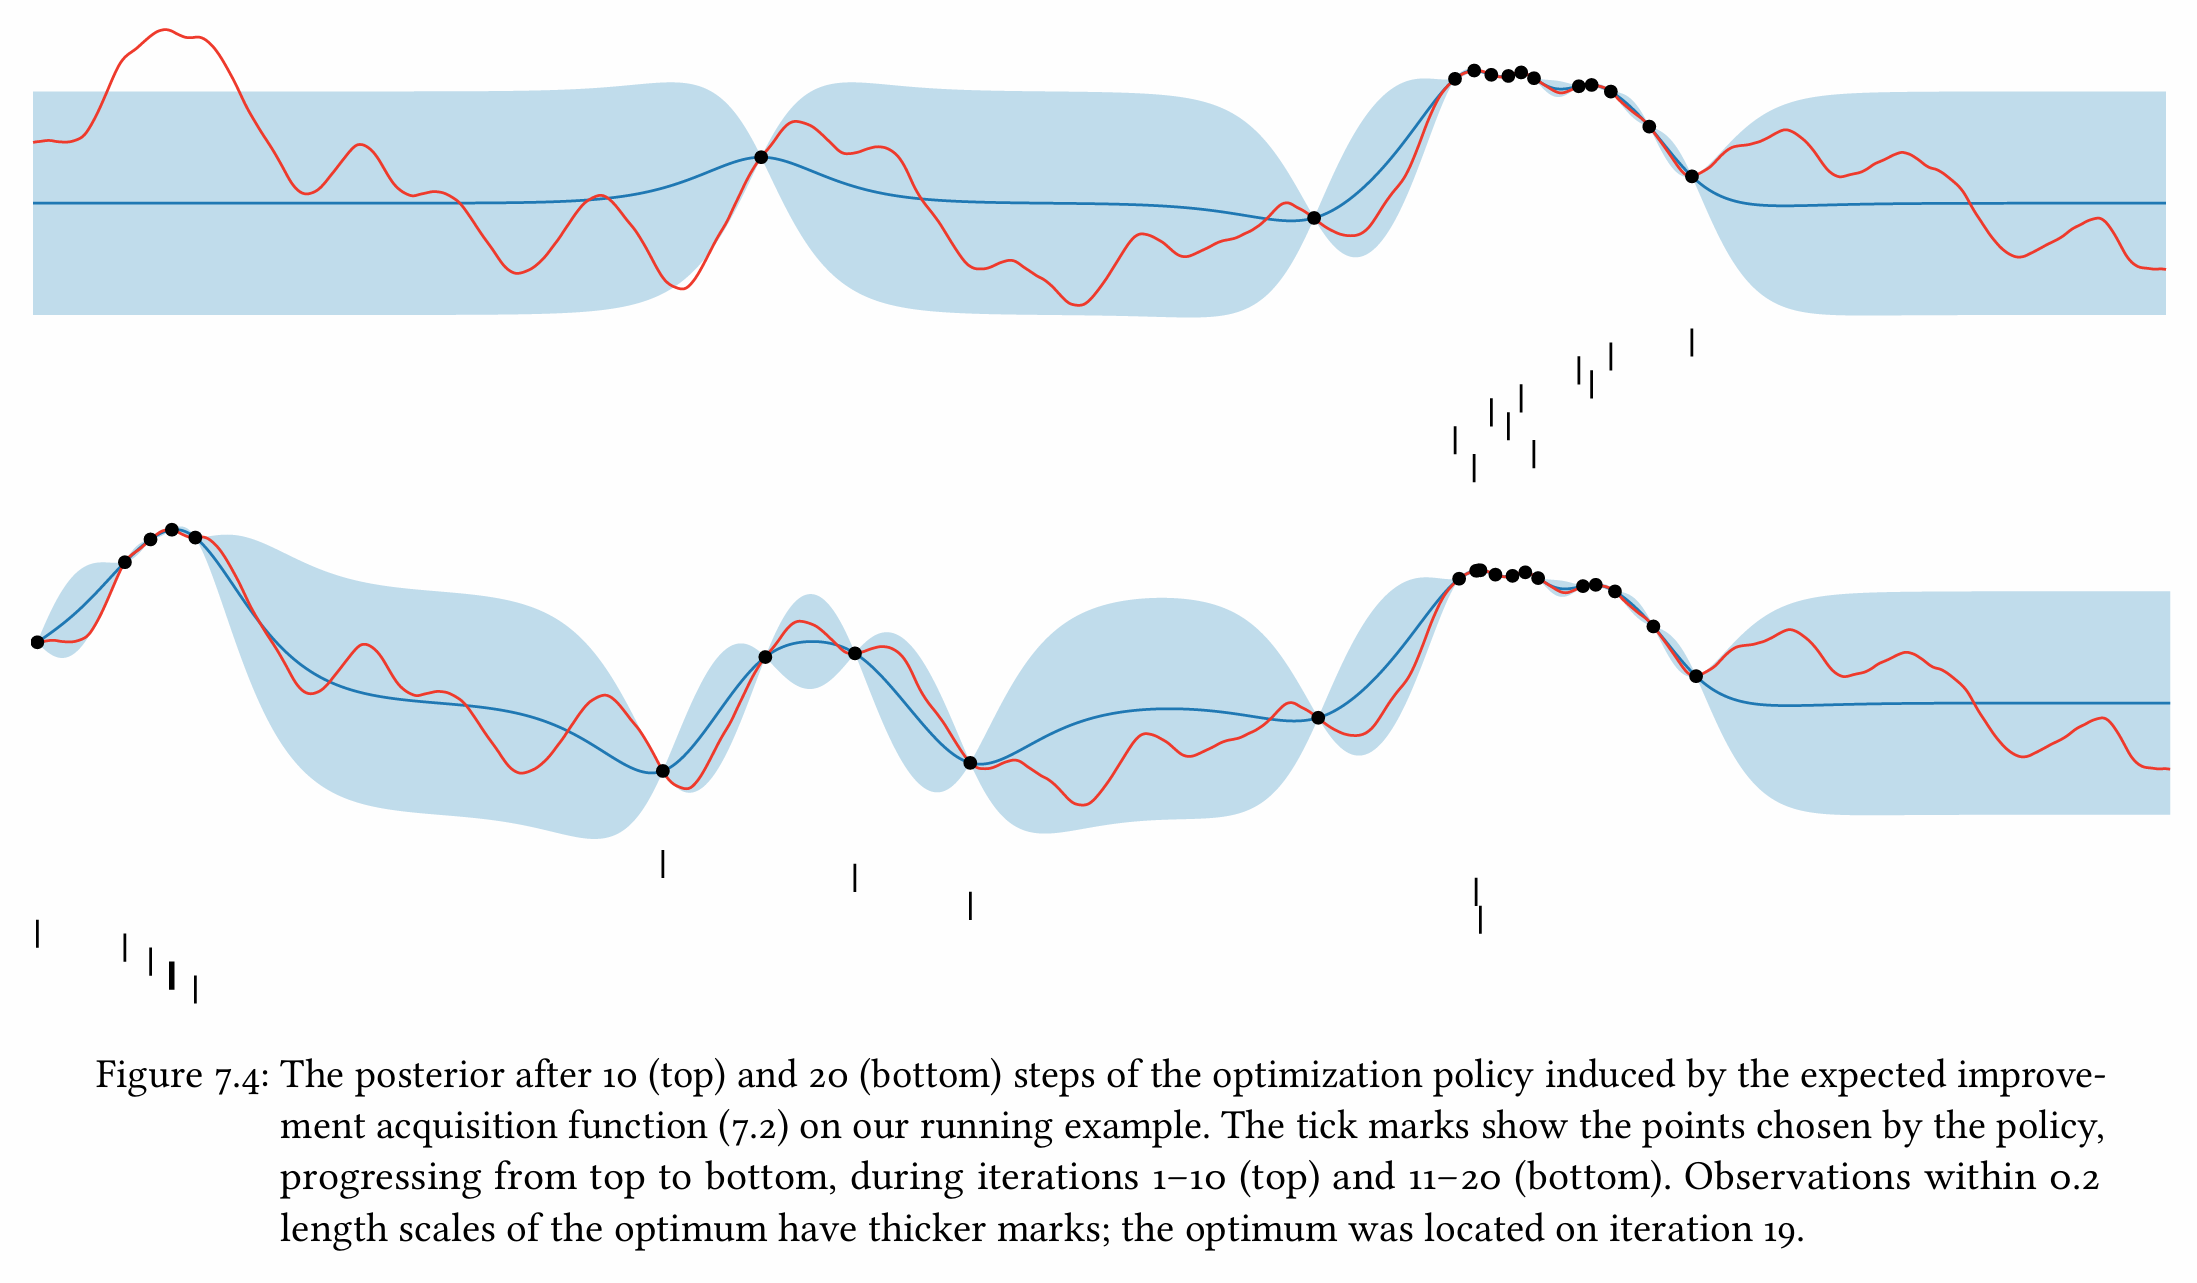 Figure 7.4: The posterior after 10 (top) and 20 (bottom) steps of the optimization policy induced by the expected improve-
ment acquisition function (7.2) on our running example. The tick marks show the points chosen by the policy,
progressing from top to bottom, during iterations 1–10 (top) and 11–20 (bottom). Observations within 0.2
length scales of the optimum have thicker marks; the optimum was located on iteration 19.